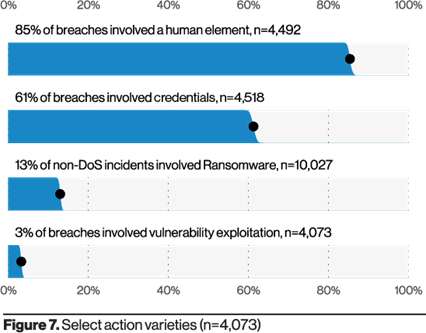 0% 20% 40% 60% 80% 100%
85% of breaches involved a human element, n=4,492
61% of breaches involved credentials, n=4,518
13% of non-DoS incidents involved Ransomware, n=10,027
3% of breaches involved vulnerability exploitation, n=4,073
0% 20% 40% 60% 80% 100%
Figure 7. Select action varieties (n=4,073)